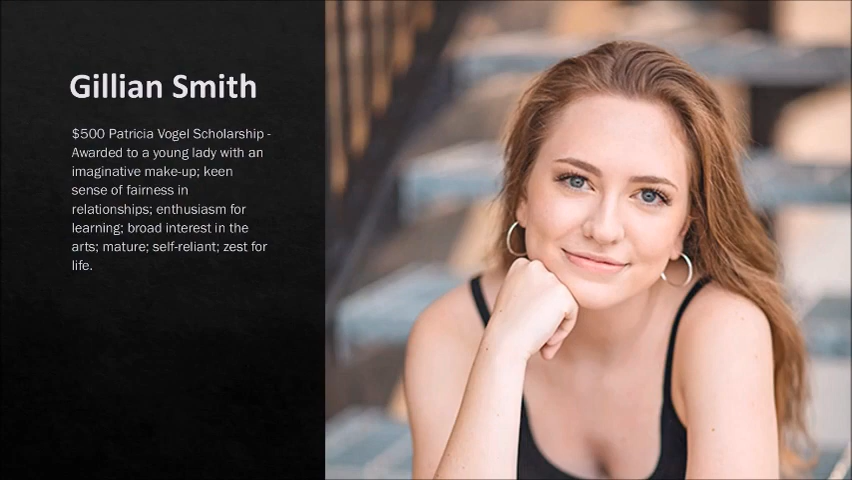 Gillian Smith
$500 Patricia Vogel Scholarship -
Awarded to a young lady with an
imaginative make-up; keen
sense of fairness in
relationships; enthusiasm for
learning; broad interest in the
arts; mature; self-reliant; zest for
life.